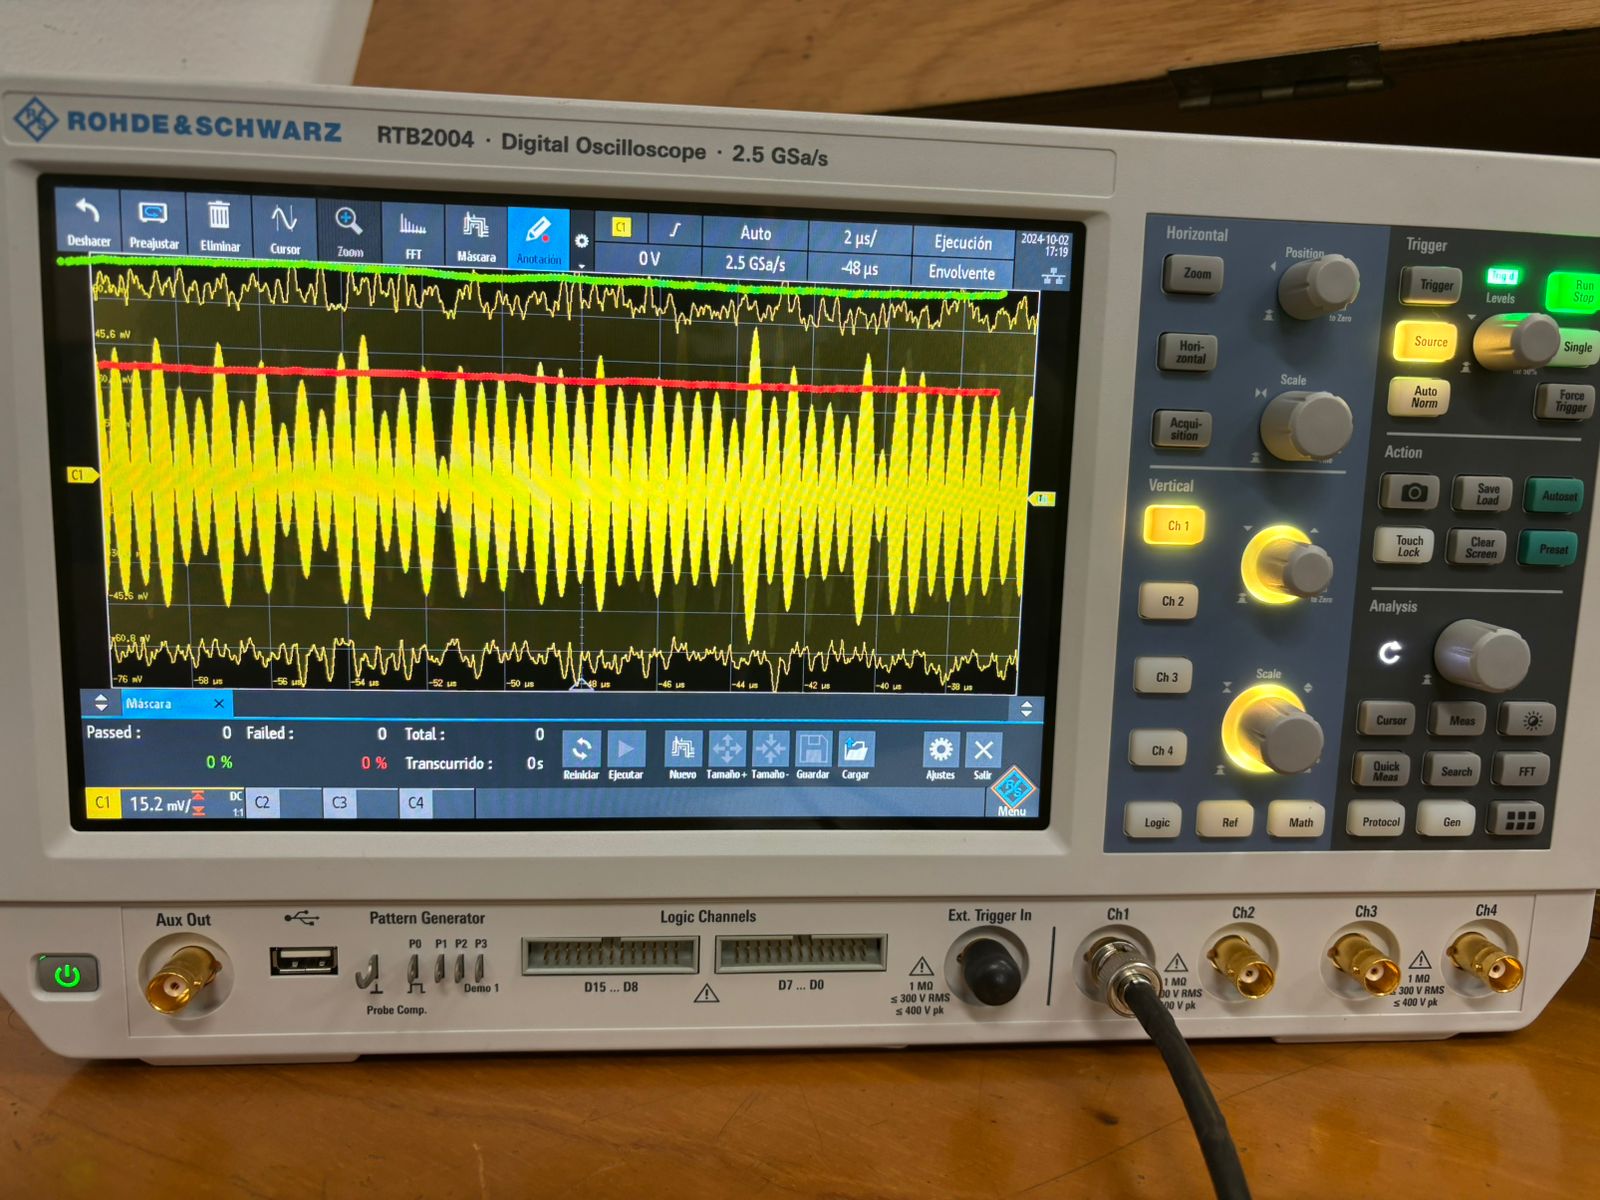 ROHDE&SCHWARZ RTB2004 · Digital Oscilloscope · 2.5 GSa/s
Deshacer Preajustar Eliminar Cursor Zoom FFT Máscara Anotación
C1 Auto 2 µs/ Ejecución
0 V 2.5 GSa/s -48 µs Envolvente
2024-10-02
17:19
45.6 mV
C1
-45.6 mV
-60.8 mV
-76 mV -58 µs -56 µs -54 µs -52 µs -50 µs -48 µs -46 µs -44 µs -42 µs -40 µs -38 µs
Máscara
Passed : 0 Failed : 0 Total : 0
0 % 0 % Transcurrido : 0 s
Reiniciar Ejecutar Nuevo Tamaño+ Tamaño- Guardar Cargar Ajustes Salir
C1 15.2 mV/ DC 1:1 C2 C3 C4
Menu
Horizontal
Zoom
Position
to Zero
Hori-
zontal
Scale
Acqui-
sition
Vertical
Ch 1
to Zero
Ch 2
Ch 3
Scale
Ch 4
Logic Ref Math
Trigger
Trigger
Trig'd
Levels
Run
Stop
Source
Single
Auto
Norm
Force
Trigger
Action
Save
Load
Autoset
Touch
Lock
Clear
Screen
Preset
Analysis
Cursor Meas
Quick
Meas
Search FFT
Protocol Gen
Aux Out
Pattern Generator
P0 P1 P2 P3
Demo 1
Probe Comp.
Logic Channels
D15 ... D8 D7 ... D0
Ext. Trigger In
1 MΩ
≤ 300 V RMS
≤ 400 V pk
Ch1
1 MΩ
00 V RMS
00 V pk
Ch2
Ch3
1 MΩ
≤ 300 V RMS
≤ 400 V pk
Ch4